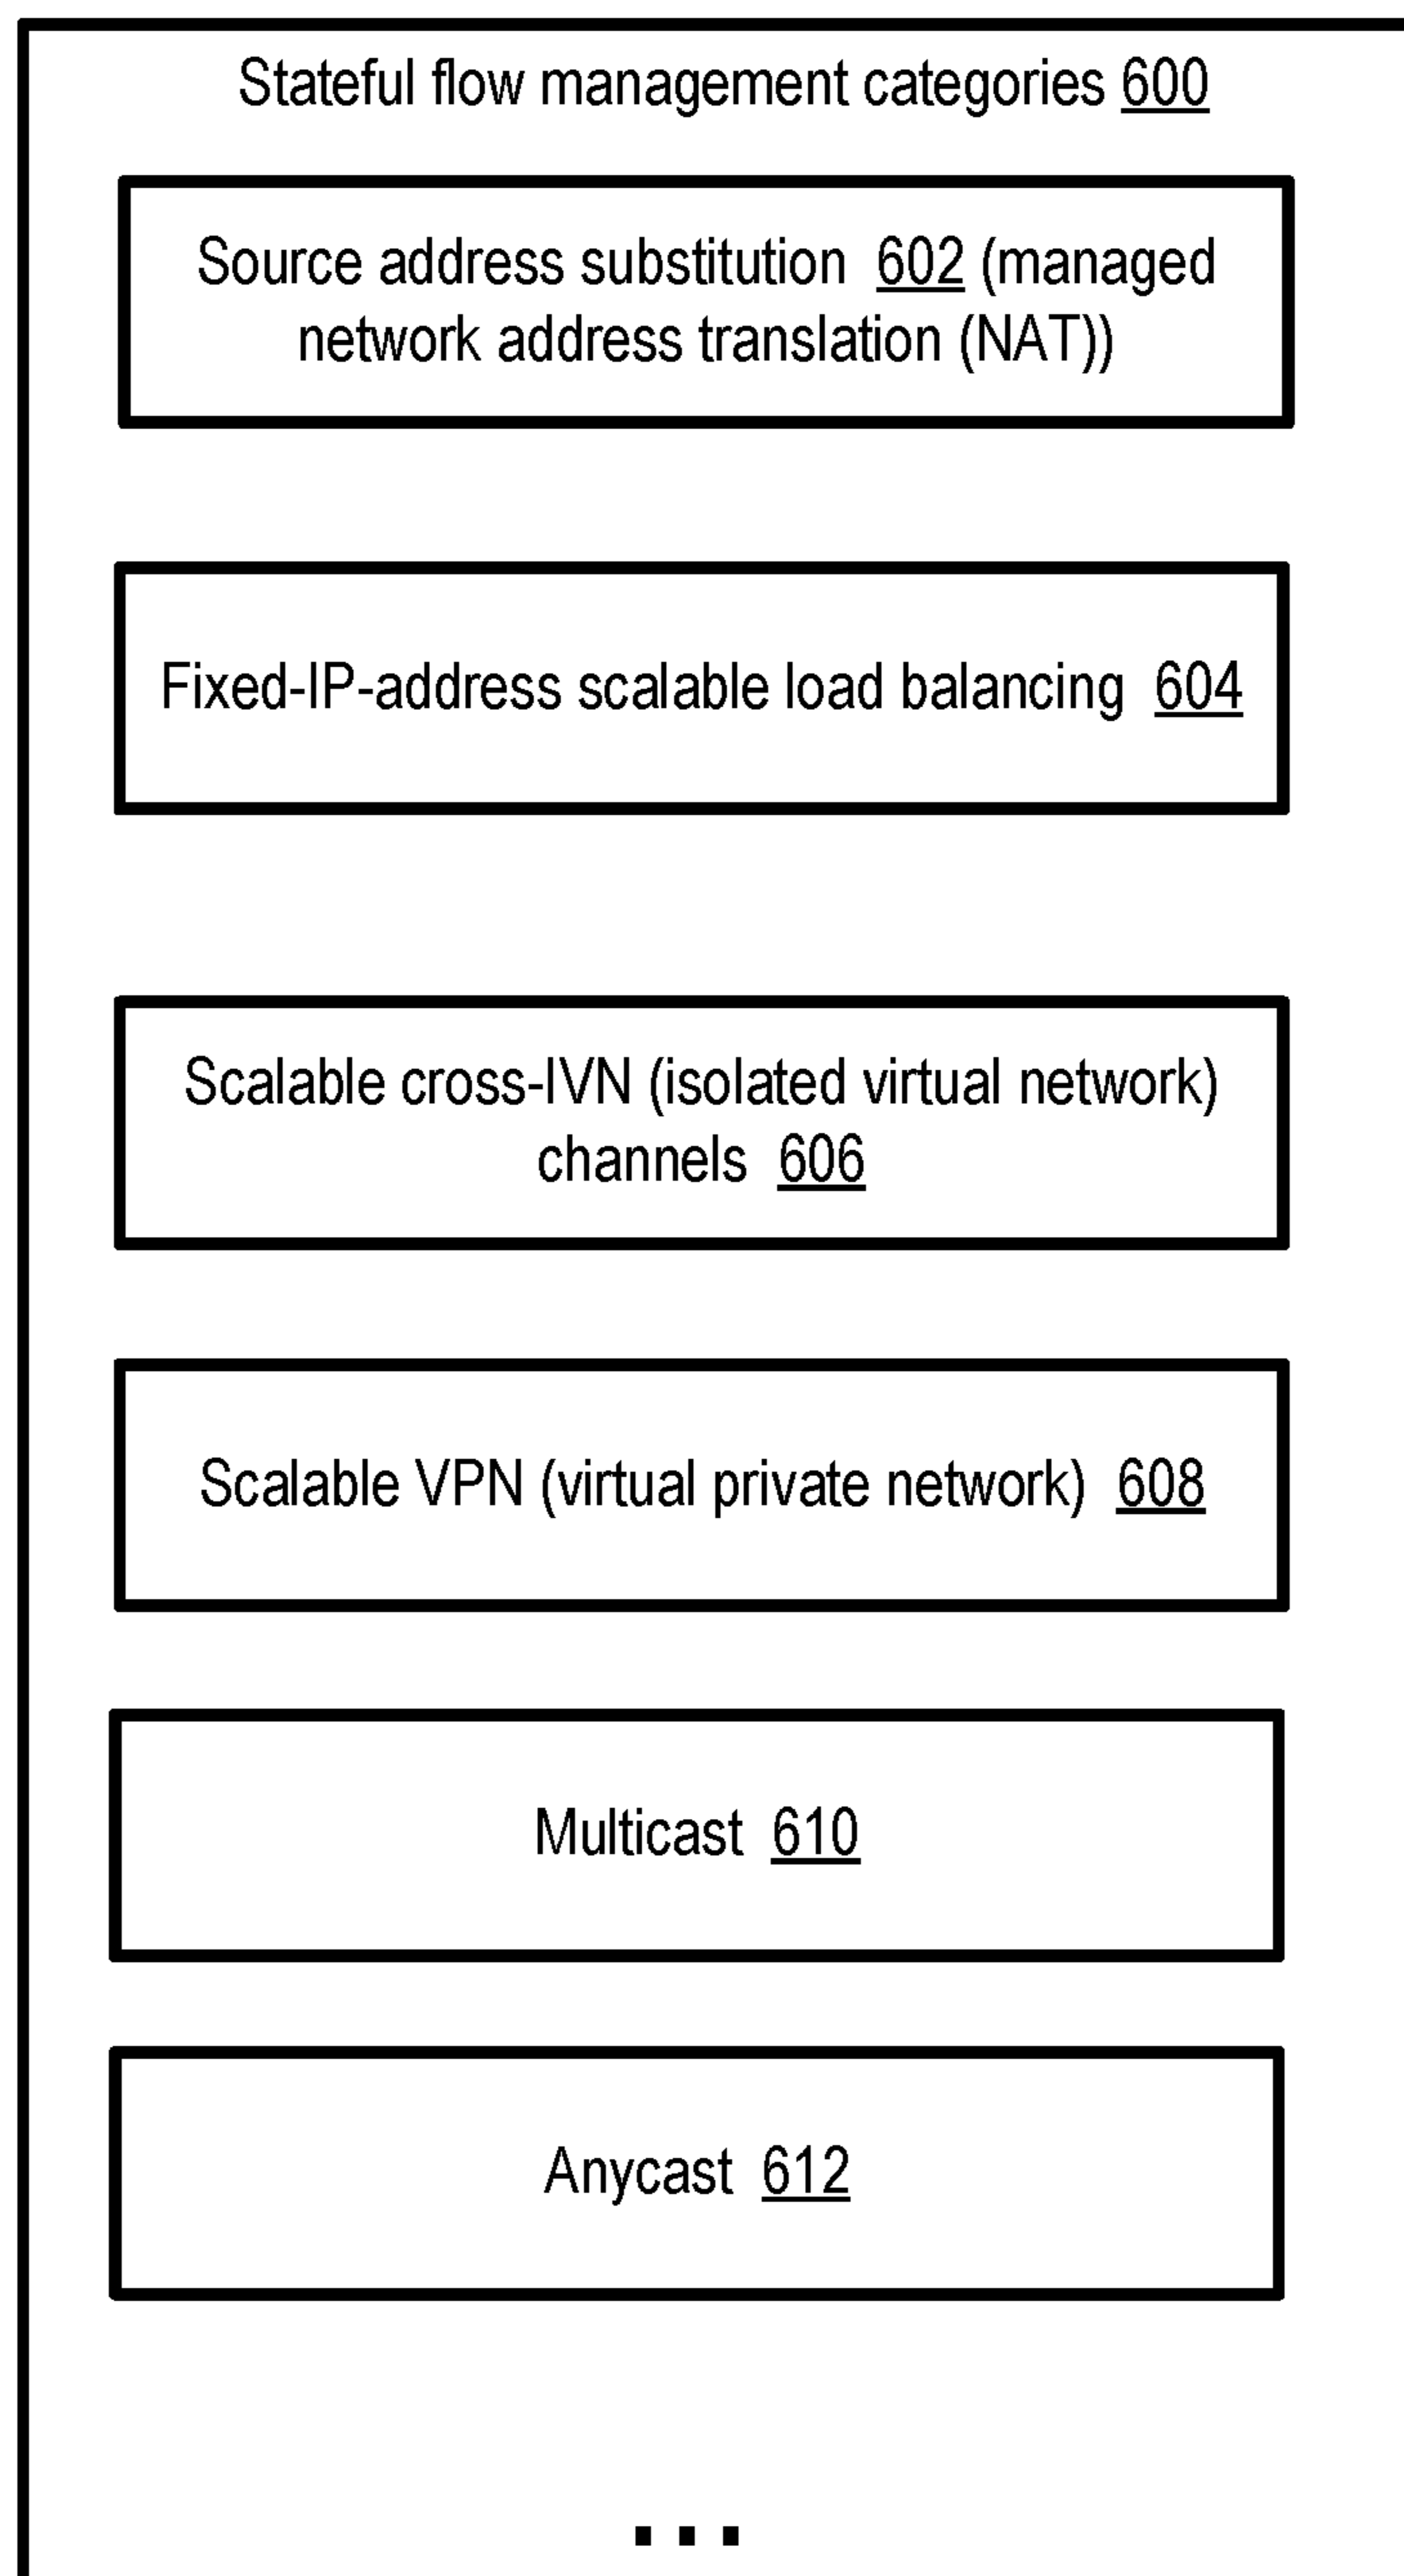 Stateful flow management categories 600
Source address substitution 602 (managed
network address translation (NAT))
Fixed-IP-address scalable load balancing 604
Scalable cross-IVN (isolated virtual network)
channels 606
Scalable VPN (virtual private network) 608
Multicast 610
Anycast 612
...